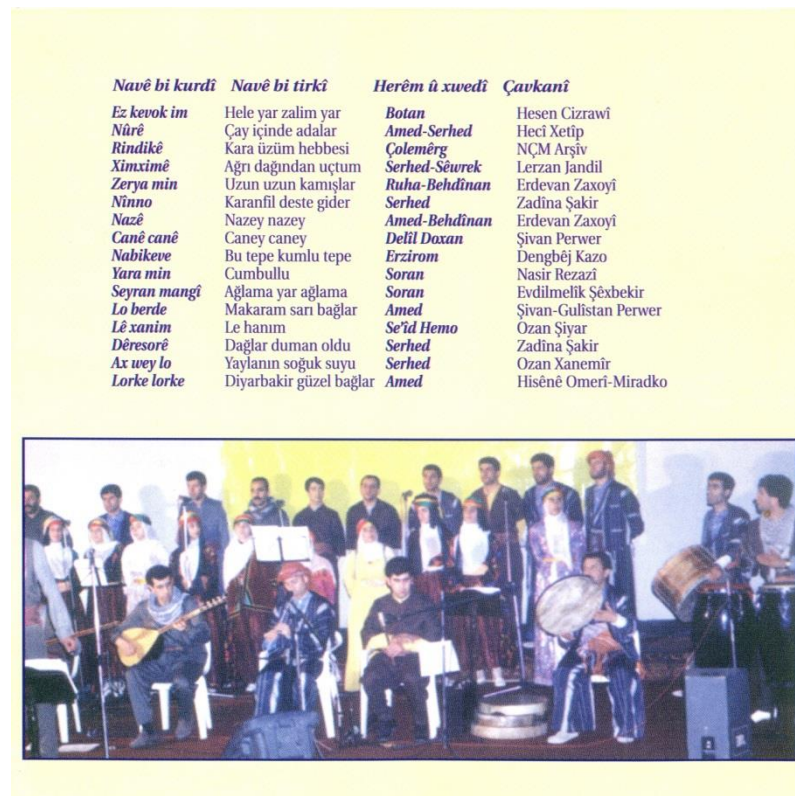 Navê bi kurdî Navê bi tirkî Herêm û xwedî Çavkanî
Ez kevok im Hele yar zalim yar Botan Hesen Cizrawî
Nûrê Çay içinde adalar Amed-Serhed Hecî Xetîp
Rindikê Kara üzüm hebbesi Çolemêrg NÇM Arşîv
Ximximê Ağrı dağından uçtum Serhed-Sêwrek Lerzan Jandil
Zerya min Uzun uzun kamışlar Ruha-Behdînan Erdevan Zaxoyî
Nînno Karanfil deste gider Serhed Zadîna Şakir
Nazê Nazey nazey Amed-Behdînan Erdevan Zaxoyî
Canê canê Caney caney Delîl Doxan Şivan Perwer
Nabikeve Bu tepe kumlu tepe Erzirom Dengbêj Kazo
Yara min Cumbullu Soran Nasir Rezazî
Seyran mangî Ağlama yar ağlama Soran Evdilmelîk Şêxbekir
Lo berde Makaram sarı bağlar Amed Şivan-Gulîstan Perwer
Lê xanim Le hanım Se'îd Hemo Ozan Şiyar
Dêresorê Dağlar duman oldu Serhed Zadîna Şakir
Ax wey lo Yaylanın soğuk suyu Serhed Ozan Xanemîr
Lorke lorke Diyarbakir güzel bağlar Amed Hisênê Omerî-Miradko